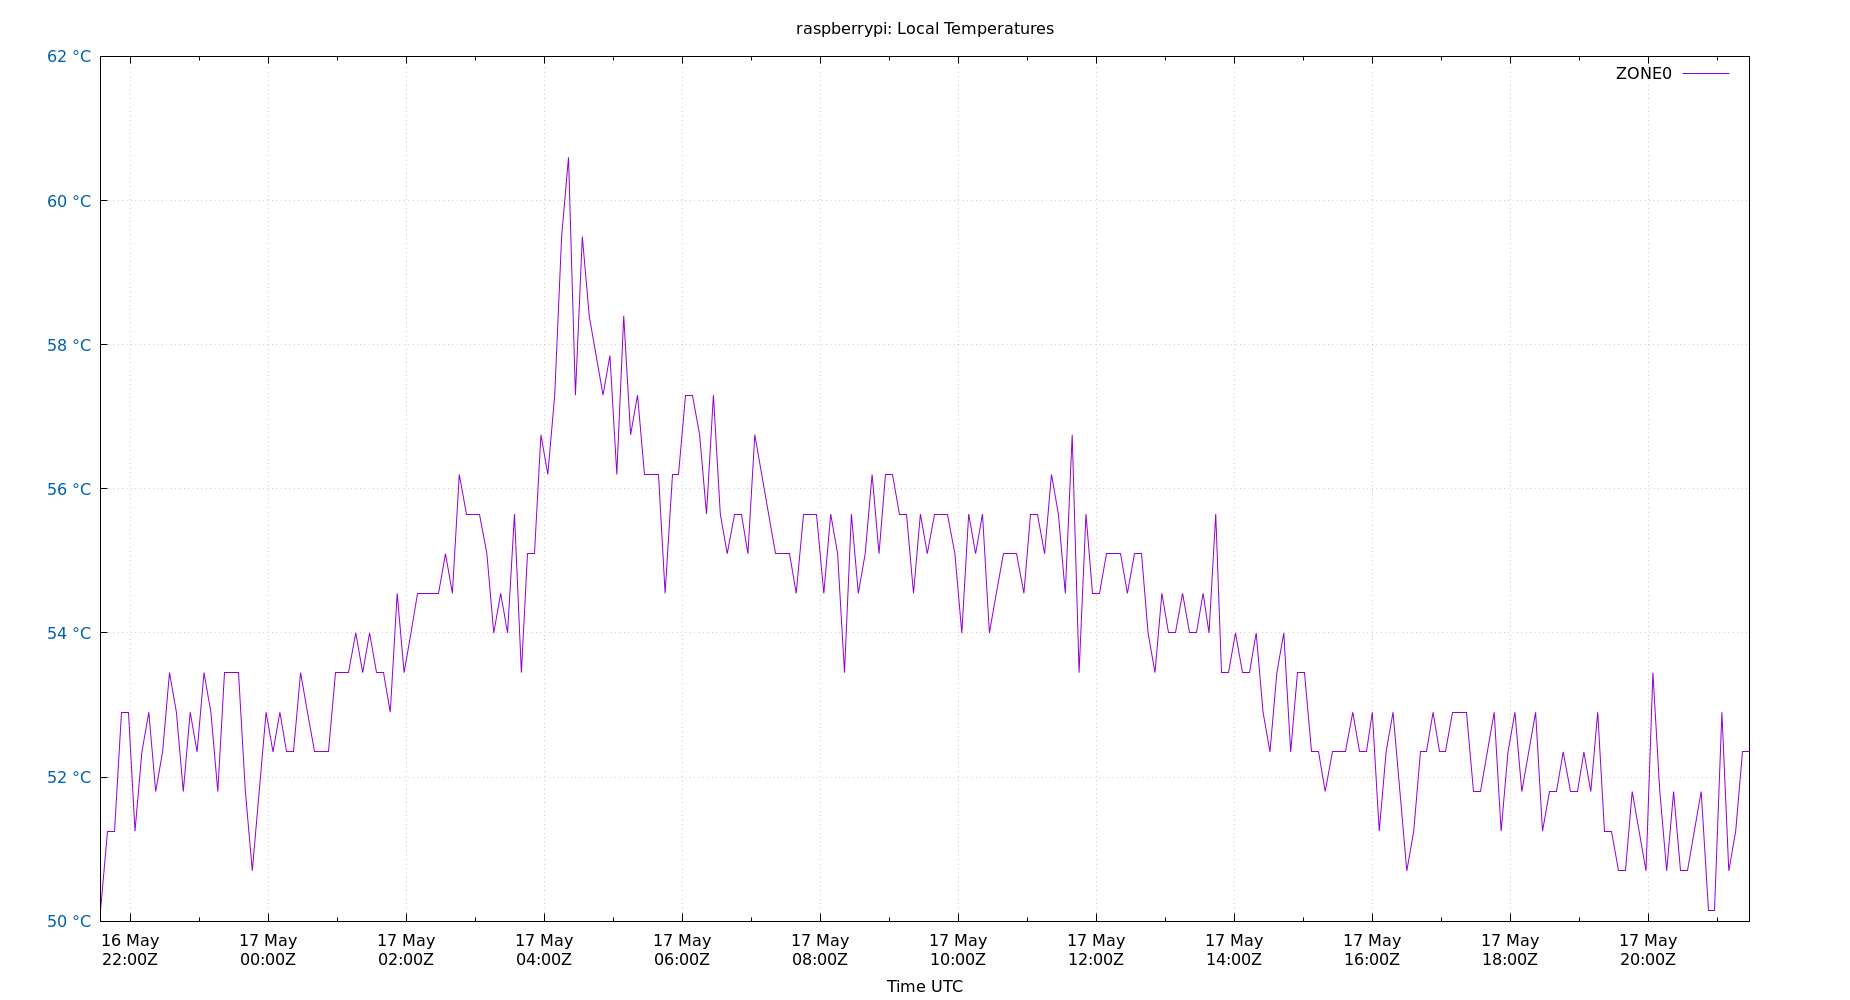 raspberrypi: Local Temperatures
62 °C
ZONE0
60 °C
58 °C
56 °C
54 °C
52 °C
50 °C
16 May 17 May 17 May 17 May 17 May 17 May 17 May 17 May 17 May 17 May 17 May 17 May
22:00Z 00:00Z 02:00Z 04:00Z 06:00Z 08:00Z 10:00Z 12:00Z 14:00Z 16:00Z 18:00Z 20:00Z
Time UTC